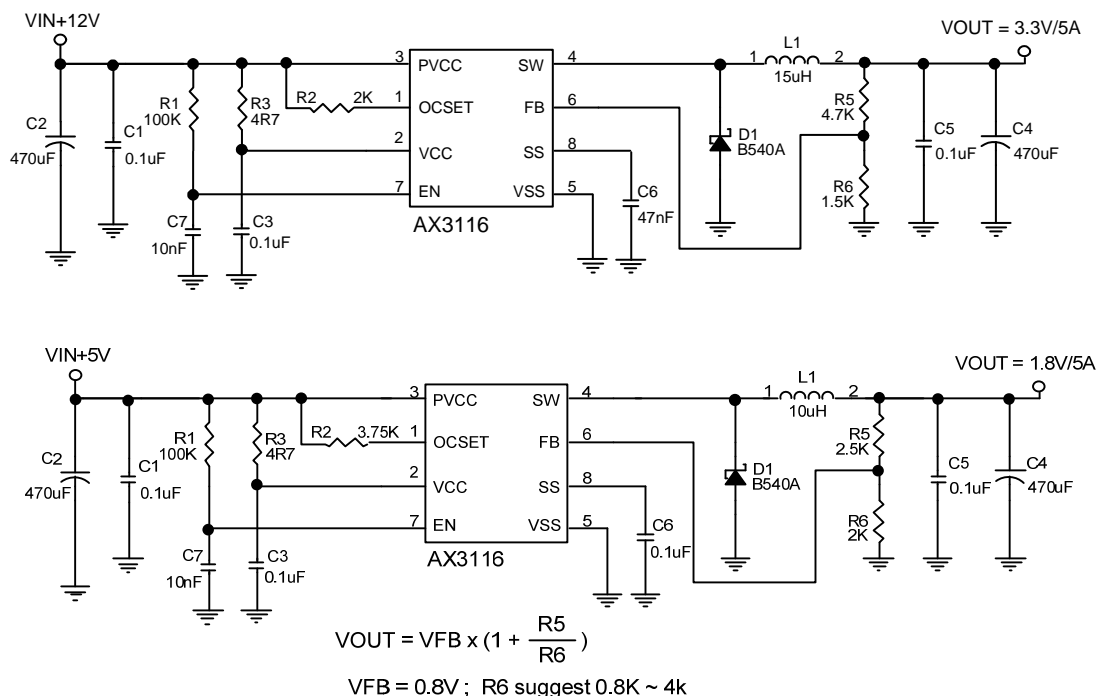 VIN+12V
VOUT = 3.3V/5A
C2
470uF
C1
0.1uF
R1
100K
R3
4R7
R2
2K
3
1
2
7
PVCC
OCSET
VCC
EN
SW
FB
SS
VSS
4
6
8
5
AX3116
C7
10nF
C3
0.1uF
C6
47nF
D1
B540A
1
L1
2
15uH
R5
4.7K
R6
1.5K
C5
0.1uF
C4
470uF
VIN+5V
VOUT = 1.8V/5A
C2
470uF
C1
0.1uF
R1
100K
R3
4R7
R2
3.75K
3
1
2
7
PVCC
OCSET
VCC
EN
SW
FB
SS
VSS
4
6
8
5
AX3116
C7
10nF
C3
0.1uF
C6
0.1uF
D1
B540A
1
L1
2
10uH
R5
2.5K
R6
2K
C5
0.1uF
C4
470uF
VOUT = VFB x (1 + R5/R6)
VFB = 0.8V ; R6 suggest 0.8K ~ 4k